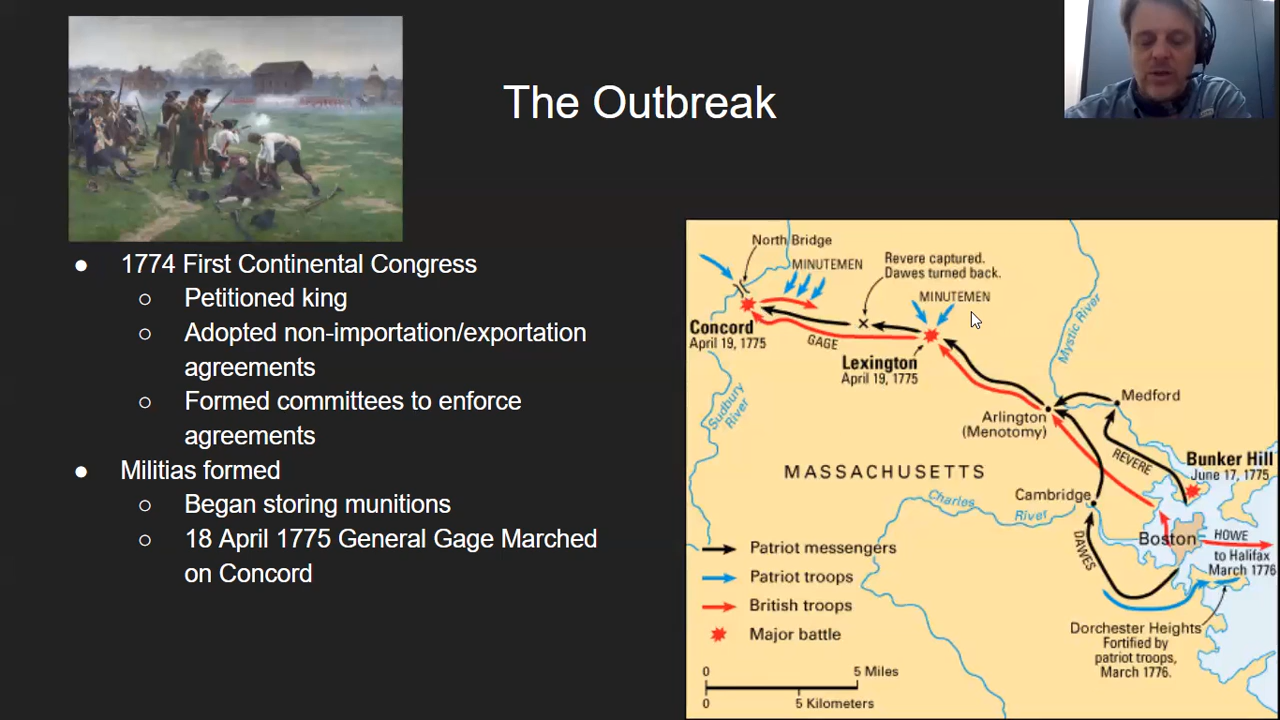 The Outbreak
● 1774 First Continental Congress
○ Petitioned king
○ Adopted non-importation/exportation
agreements
○ Formed committees to enforce
agreements
● Militias formed
○ Began storing munitions
○ 18 April 1775 General Gage Marched
on Concord
North Bridge
MINUTEMEN
Revere captured.
Dawes turned back.
MINUTEMEN
Concord
April 19, 1775
GAGE
Lexington
April 19, 1775
Mystic River
Sudbury
River
Arlington
(Menotomy)
Medford
REVERE
Bunker Hill
June 17, 1775
MASSACHUSETTS
Cambridge
Charles
River
DAWES
Boston
HOWE
to Halifax
March 1776
Dorchester Heights
Fortified by
patriot troops,
March 1776.
Patriot messengers
Patriot troops
British troops
Major battle
0 5 Miles
0 5 Kilometers